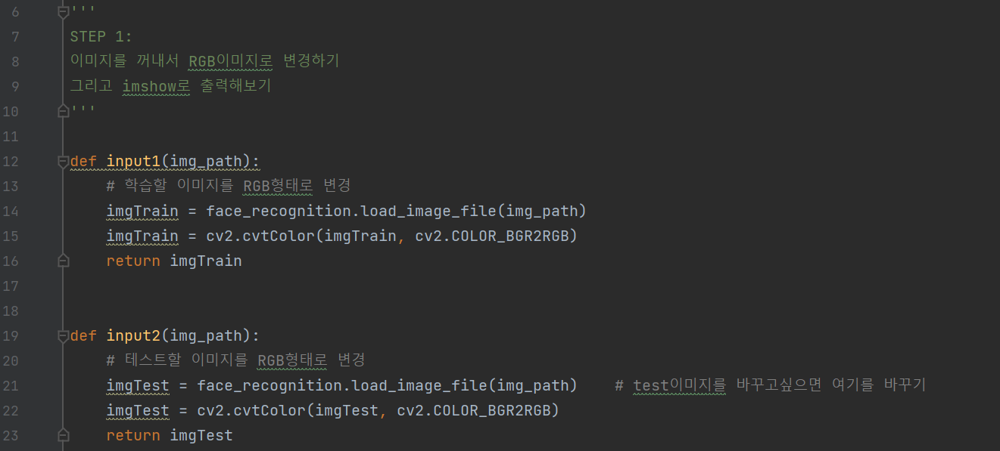 6 '''
7 STEP 1:
8 이미지를 꺼내서 RGB이미지로 변경하기
9 그리고 imshow로 출력해보기
10 '''
11
12 def input1(img_path):
13     # 학습할 이미지를 RGB형태로 변경
14     imgTrain = face_recognition.load_image_file(img_path)
15     imgTrain = cv2.cvtColor(imgTrain, cv2.COLOR_BGR2RGB)
16     return imgTrain
17
18
19 def input2(img_path):
20     # 테스트할 이미지를 RGB형태로 변경
21     imgTest = face_recognition.load_image_file(img_path)    # test이미지를 바꾸고싶으면 여기를 바꾸기
22     imgTest = cv2.cvtColor(imgTest, cv2.COLOR_BGR2RGB)
23     return imgTest